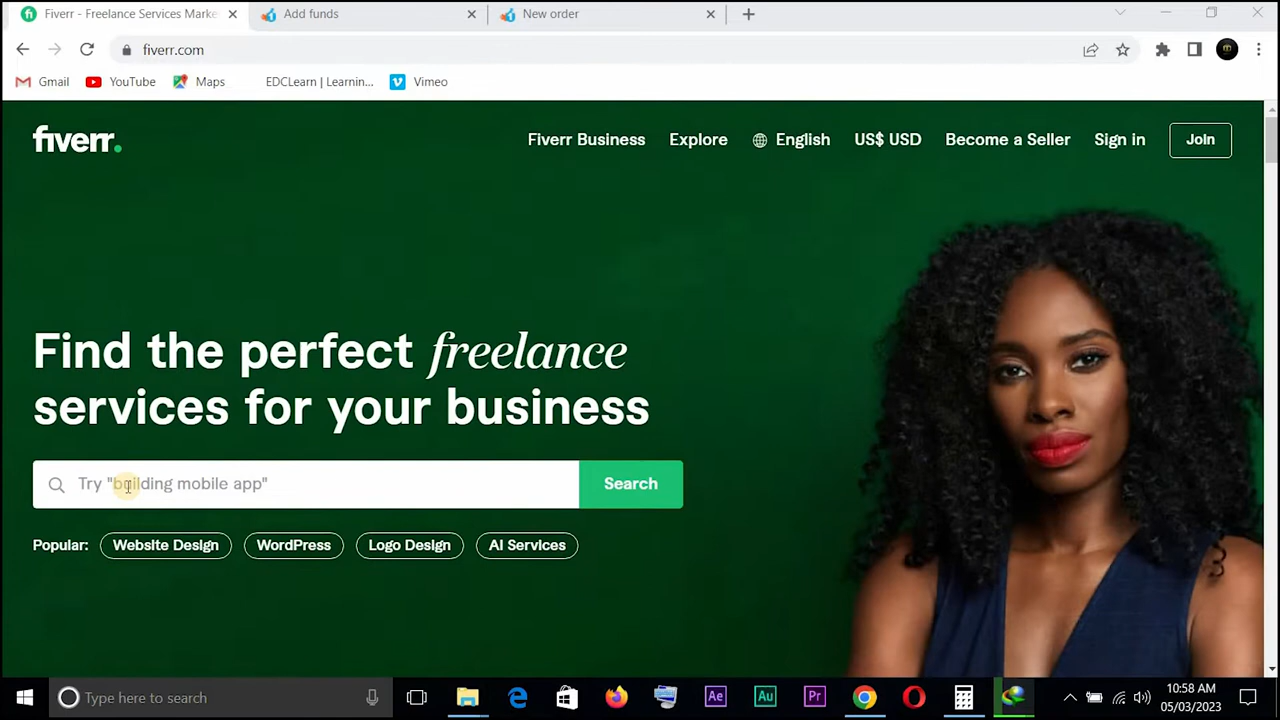 Fiverr - Freelance Services Marke
Add funds
New order
fiverr.com
Gmail
YouTube
Maps
EDCLearn | Learnin...
Vimeo
fiverr.
Fiverr Business
Explore
English
US$ USD
Become a Seller
Sign in
Join
Find the perfect freelance
services for your business
Try "building mobile app"
Search
Popular:
Website Design
WordPress
Logo Design
AI Services
Type here to search
Ae
Au
Pr
10:58 AM
05/03/2023